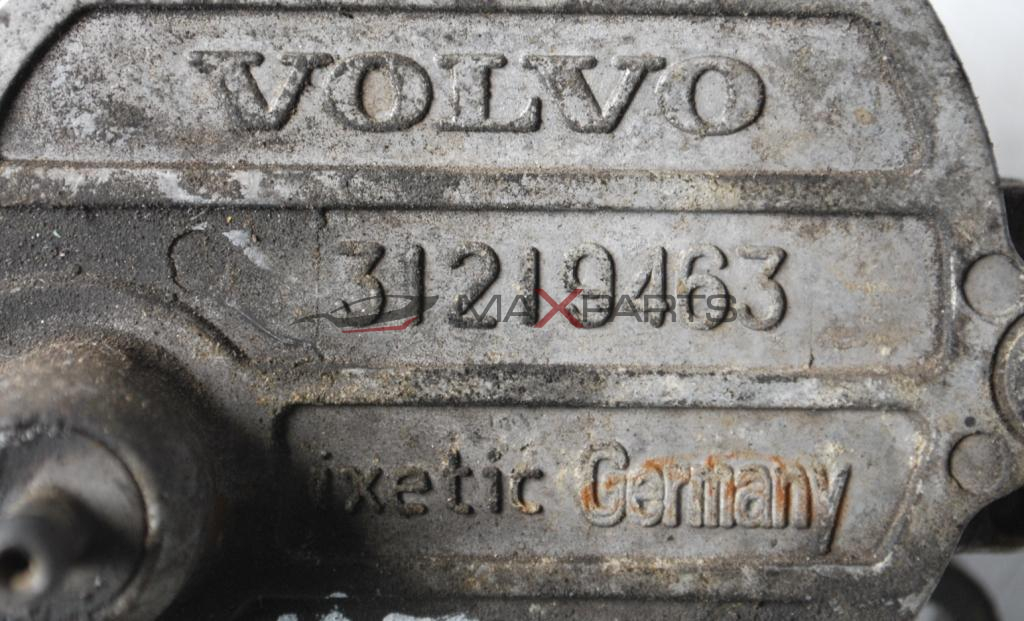 VOLVO
31219463
MAXPARTS
ixetic Germany